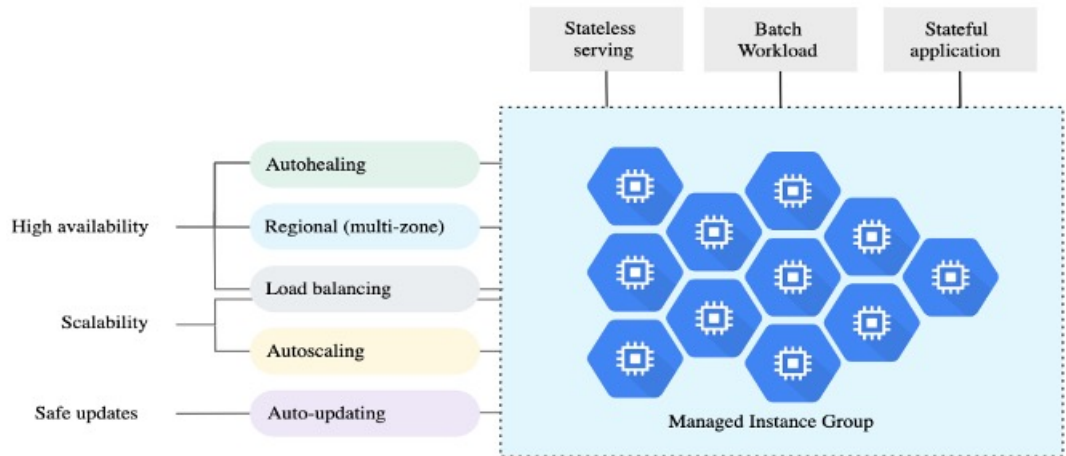 Stateless
serving
Batch
Workload
Stateful
application
Autohealing
High availability
Regional (multi-zone)
Load balancing
Scalability
Autoscaling
Safe updates
Auto-updating
Managed Instance Group